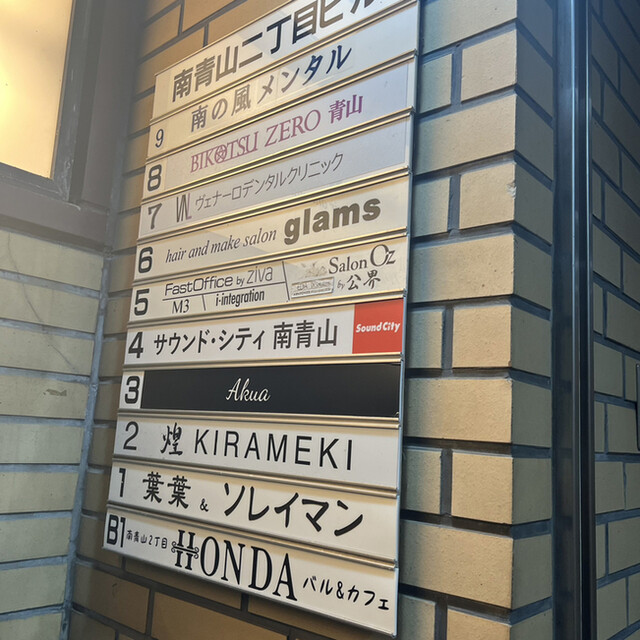 南青山二丁目ビル
9 南の風メンタル
8 BIKOTSU ZERO 青山
7 ヴェナーロデンタルクリニック
6 hair and make salon glams
5 FastOffice by ziva Salon Oz
M3 i-integration by 公界
4 サウンド・シティ 南青山 SoundCity
3 Akua
2 煌 KIRAMEKI
1 葉葉 & ソレイマン
B1 南青山2丁目 HONDA バル&カフェ